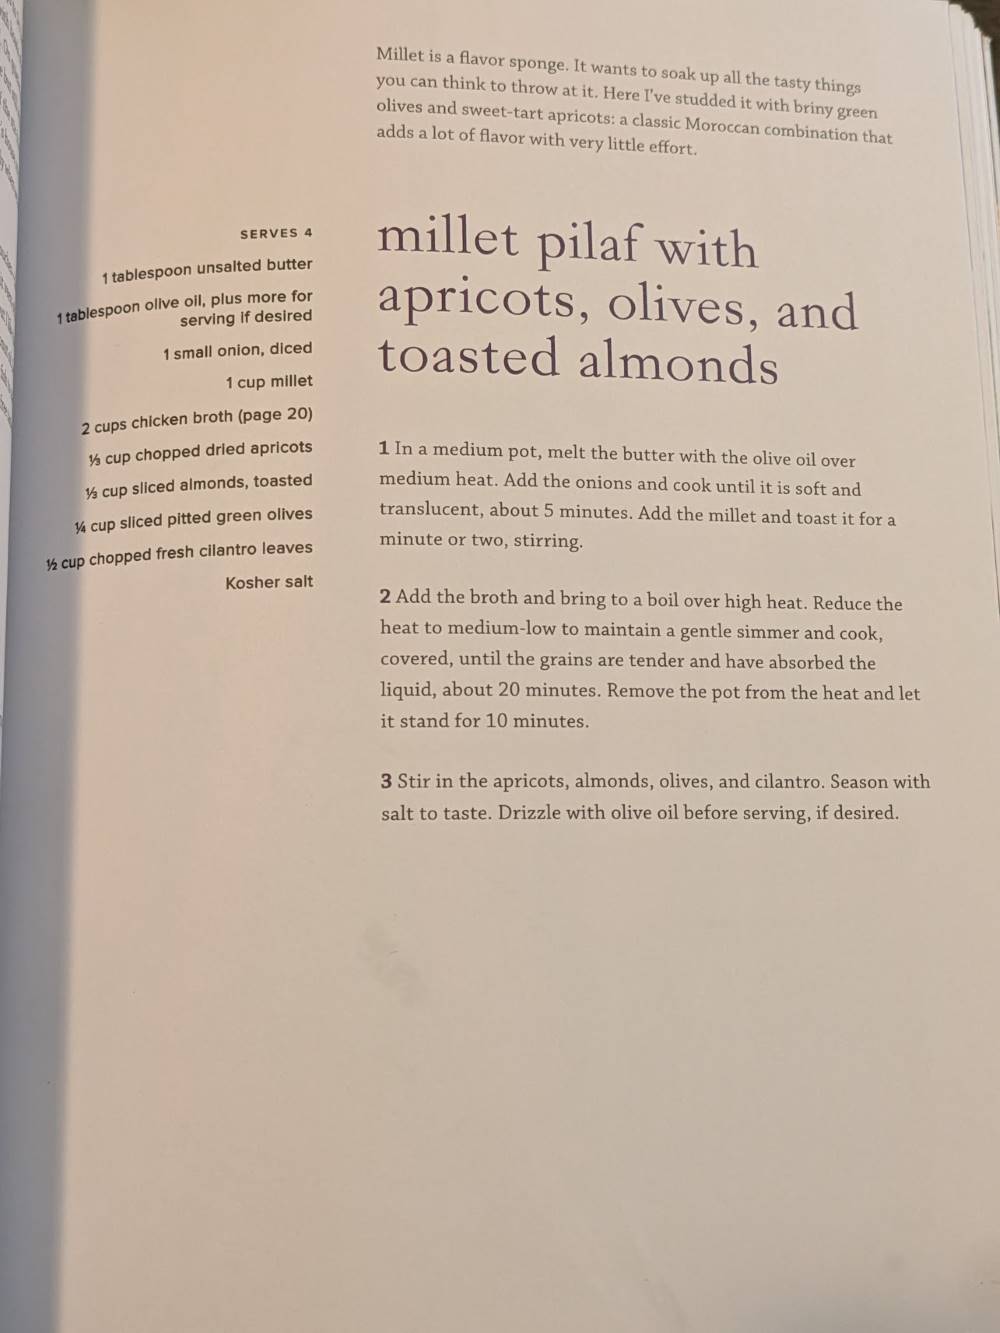 Millet is a flavor sponge. It wants to soak up all the tasty things
you can think to throw at it. Here I've studded it with briny green
olives and sweet-tart apricots: a classic Moroccan combination that
adds a lot of flavor with very little effort.
millet pilaf with
apricots, olives, and
toasted almonds
SERVES 4
1 tablespoon unsalted butter
1 tablespoon olive oil, plus more for
serving if desired
1 small onion, diced
1 cup millet
2 cups chicken broth (page 20)
⅓ cup chopped dried apricots
⅓ cup sliced almonds, toasted
¼ cup sliced pitted green olives
½ cup chopped fresh cilantro leaves
Kosher salt
1 In a medium pot, melt the butter with the olive oil over
medium heat. Add the onions and cook until it is soft and
translucent, about 5 minutes. Add the millet and toast it for a
minute or two, stirring.
2 Add the broth and bring to a boil over high heat. Reduce the
heat to medium-low to maintain a gentle simmer and cook,
covered, until the grains are tender and have absorbed the
liquid, about 20 minutes. Remove the pot from the heat and let
it stand for 10 minutes.
3 Stir in the apricots, almonds, olives, and cilantro. Season with
salt to taste. Drizzle with olive oil before serving, if desired.